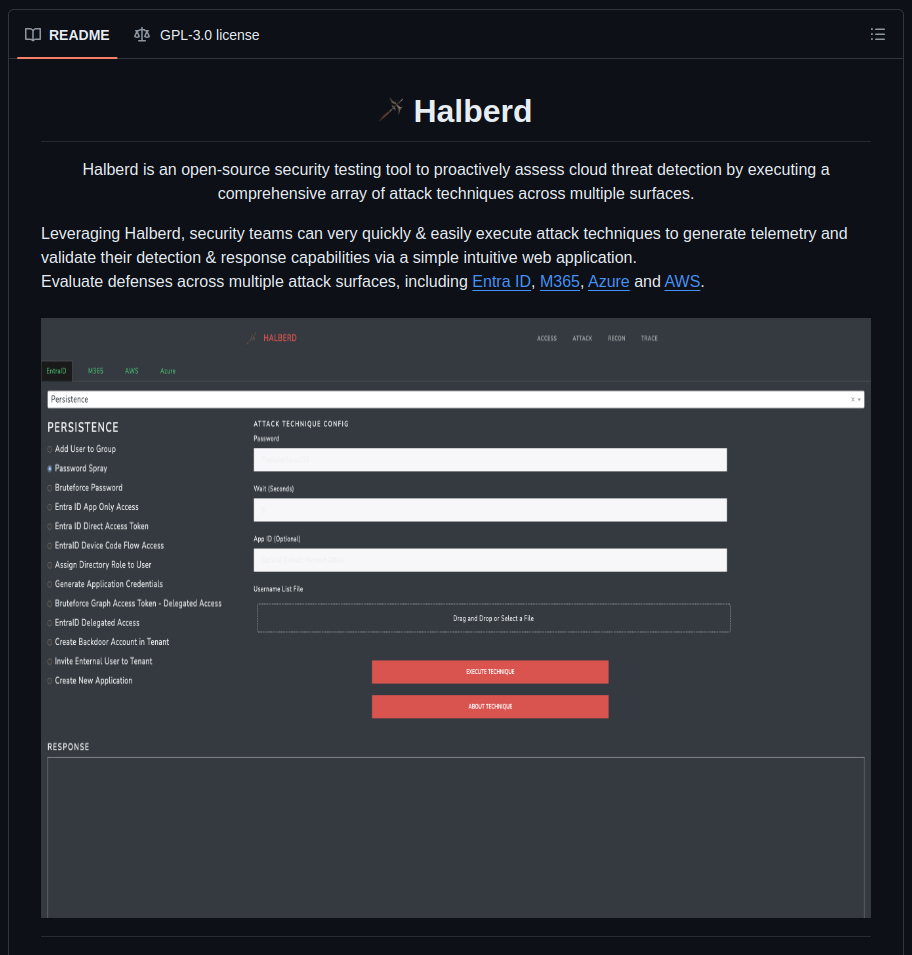 README GPL-3.0 license
Halberd
Halberd is an open-source security testing tool to proactively assess cloud threat detection by executing a
comprehensive array of attack techniques across multiple surfaces.
Leveraging Halberd, security teams can very quickly & easily execute attack techniques to generate telemetry and
validate their detection & response capabilities via a simple intuitive web application.
Evaluate defenses across multiple attack surfaces, including Entra ID, M365, Azure and AWS.
HALBERD ACCESS ATTACK RECON TRACE
EntraID M365 AWS Azure
Persistence
PERSISTENCE
Add User to Group
Password Spray
Bruteforce Password
Entra ID App Only Access
Entra ID Direct Access Token
EntraID Device Code Flow Access
Assign Directory Role to User
Generate Application Credentials
Bruteforce Graph Access Token - Delegated Access
EntraID Delegated Access
Create Backdoor Account in Tenant
Invite Enternal User to Tenant
Create New Application
ATTACK TECHNIQUE CONFIG
Password
Wait (Seconds)
App ID (Optional)
Username List File
Drag and Drop or Select a File
EXECUTE TECHNIQUE
ABOUT TECHNIQUE
RESPONSE